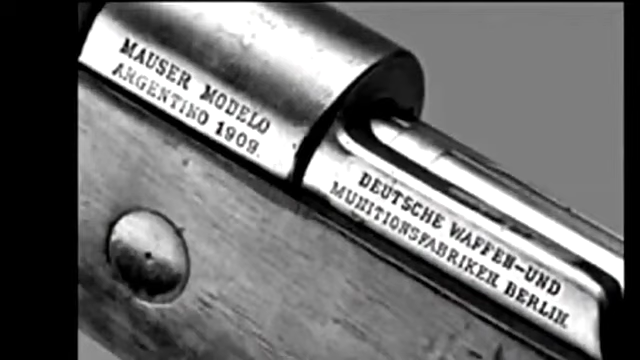 MAUSER MODELO
ARGENTINO 1909.
DEUTSCHE WAFFEN-UND
MUNITIONSFABRIKEN BERLIN.